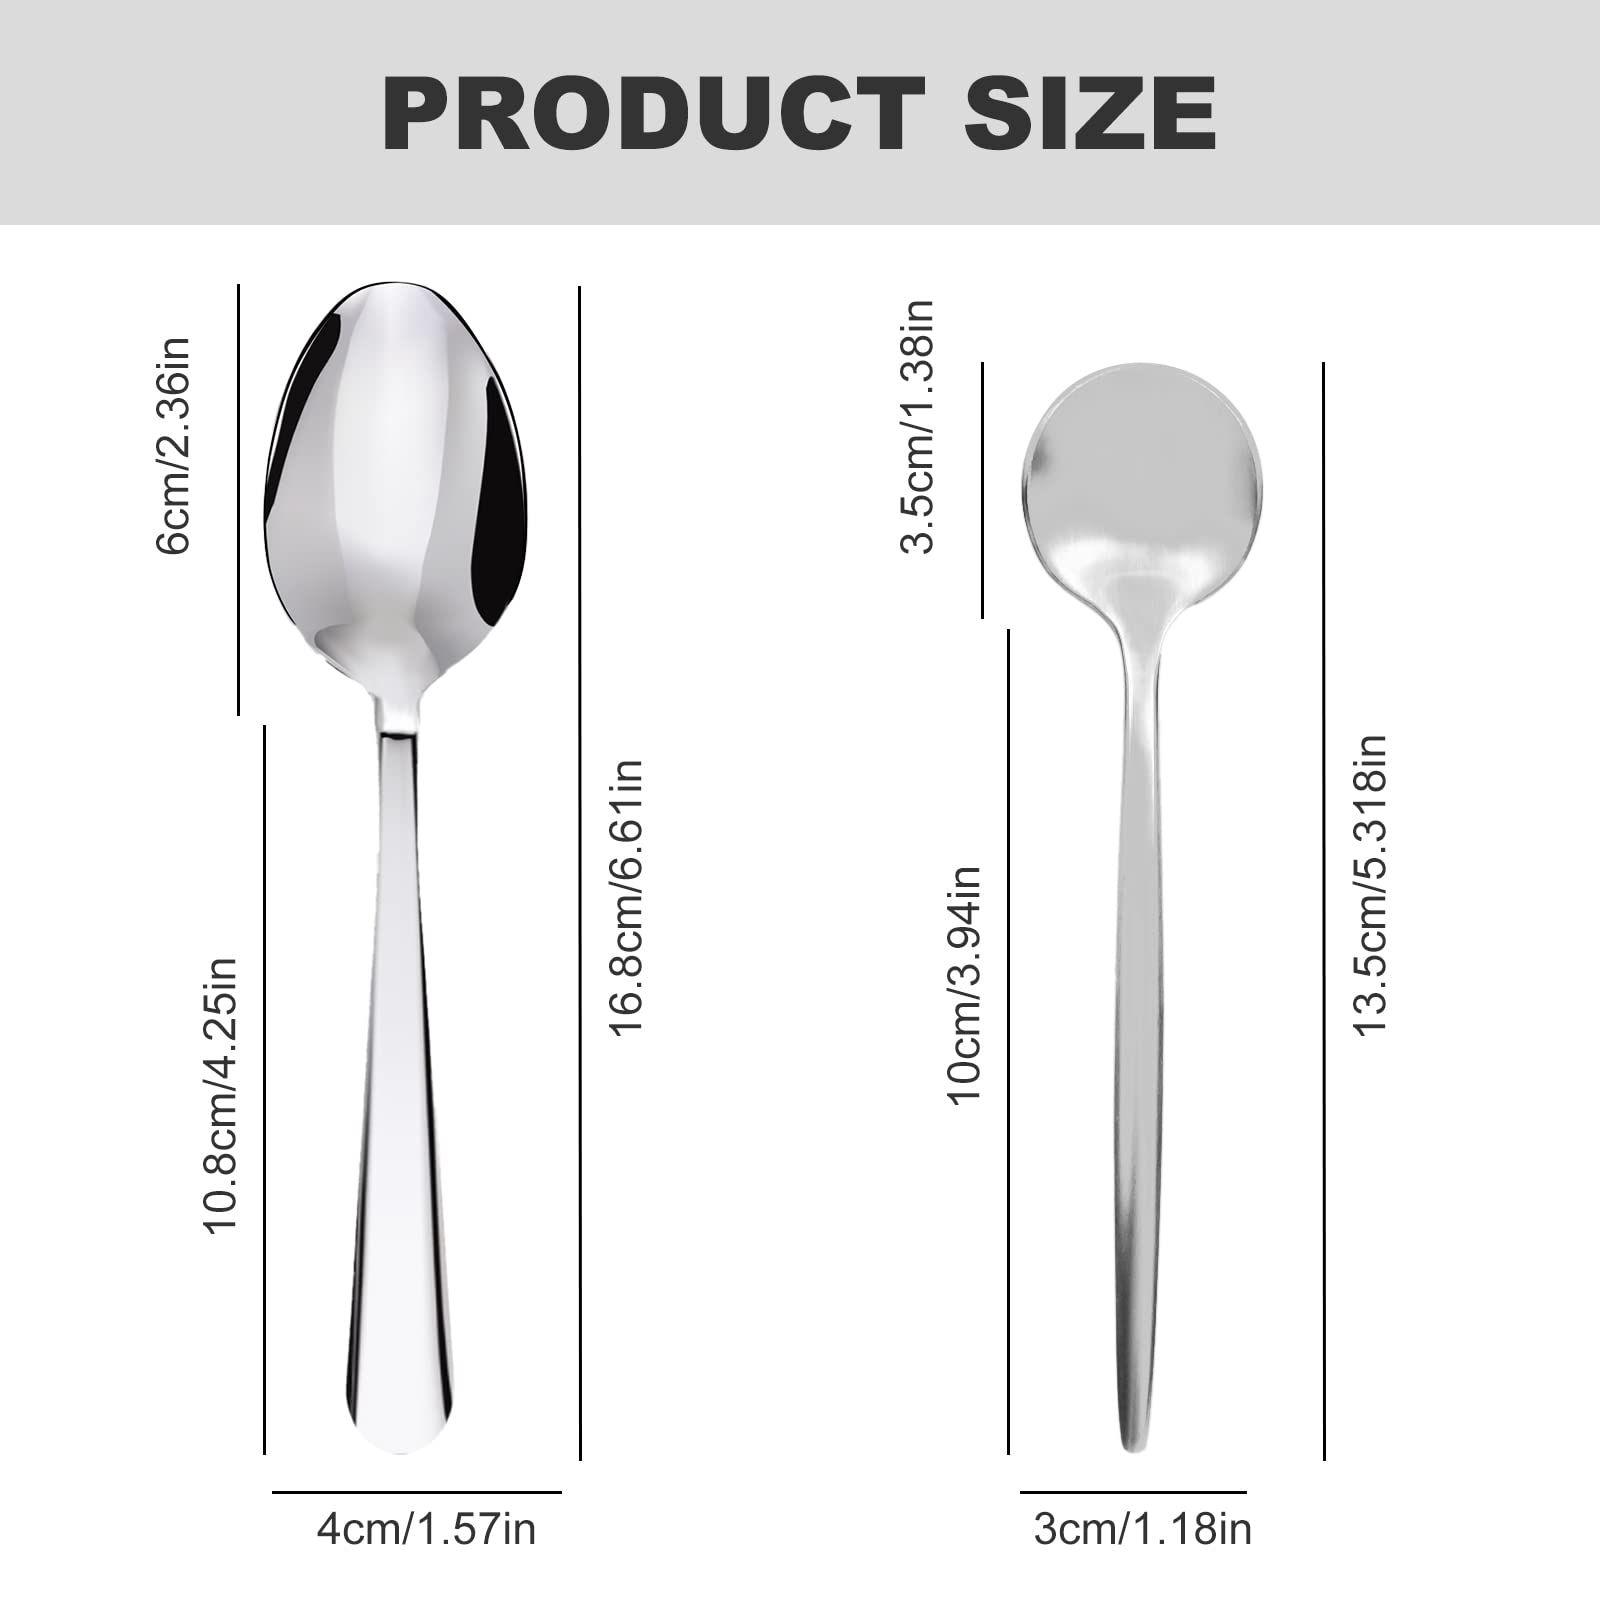 PRODUCT SIZE
6cm/2.36in
10.8cm/4.25in
16.8cm/6.61in
4cm/1.57in
3.5cm/1.38in
10cm/3.94in
13.5cm/5.318in
3cm/1.18in